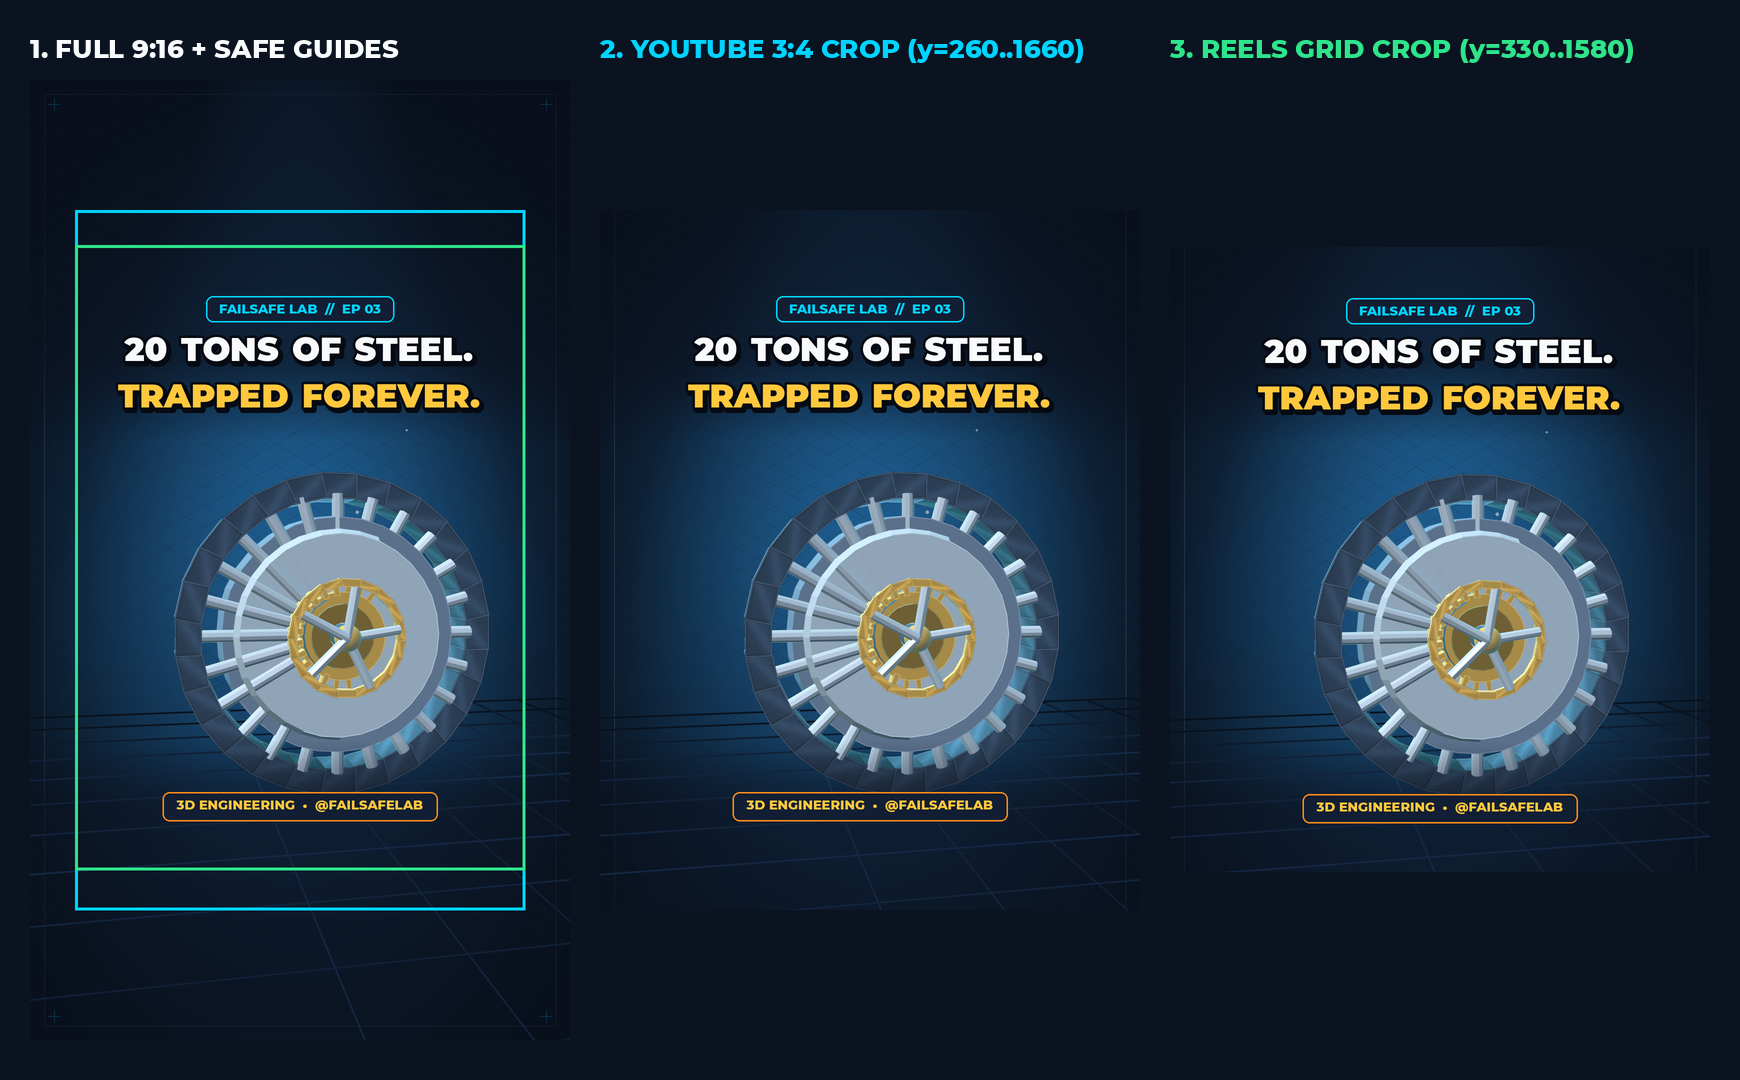 1. FULL 9:16 + SAFE GUIDES
FAILSAFE LAB // EP 03
20 TONS OF STEEL.
TRAPPED FOREVER.
3D ENGINEERING • @FAILSAFELAB
2. YOUTUBE 3:4 CROP (y=260..1660)
FAILSAFE LAB // EP 03
20 TONS OF STEEL.
TRAPPED FOREVER.
3D ENGINEERING • @FAILSAFELAB
3. REELS GRID CROP (y=330..1580)
FAILSAFE LAB // EP 03
20 TONS OF STEEL.
TRAPPED FOREVER.
3D ENGINEERING • @FAILSAFELAB